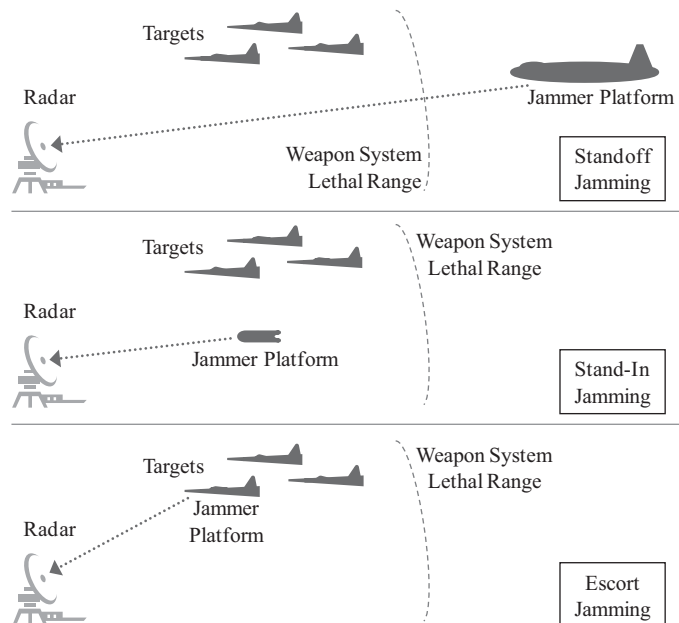 Targets
Radar
Jammer Platform
Weapon System
Lethal Range
Standoff
Jamming
Targets
Weapon System
Lethal Range
Radar
Jammer Platform
Stand-In
Jamming
Targets
Weapon System
Lethal Range
Jammer
Platform
Radar
Escort
Jamming